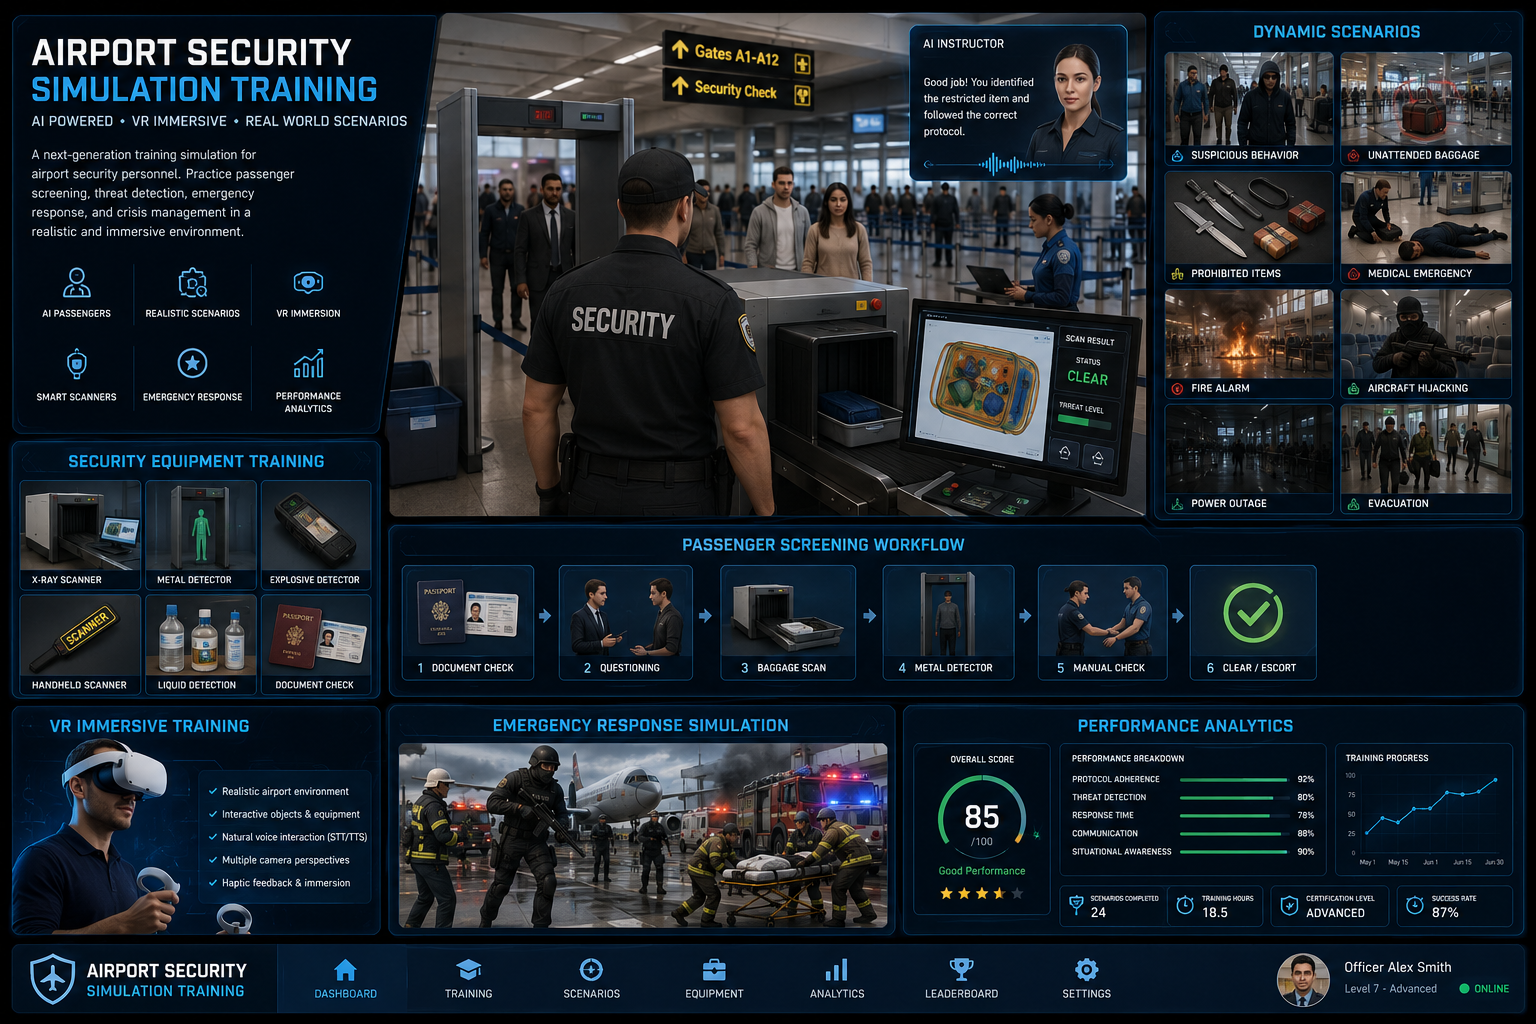 AIRPORT SECURITY
SIMULATION TRAINING
AI POWERED • VR IMMERSIVE • REAL WORLD SCENARIOS
A next-generation training simulation for
airport security personnel. Practice passenger
screening, threat detection, emergency
response, and crisis management in a
realistic and immersive environment.
AI PASSENGERS
REALISTIC SCENARIOS
VR IMMERSION
SMART SCANNERS
EMERGENCY RESPONSE
PERFORMANCE
ANALYTICS
Gates A1-A12
Security Check
SECURITY
AI INSTRUCTOR
Good job! You identified
the restricted item and
followed the correct
protocol.
SCAN RESULT
STATUS
CLEAR
THREAT LEVEL
DYNAMIC SCENARIOS
SUSPICIOUS BEHAVIOR
UNATTENDED BAGGAGE
PROHIBITED ITEMS
MEDICAL EMERGENCY
FIRE ALARM
AIRCRAFT HIJACKING
POWER OUTAGE
EVACUATION
SECURITY EQUIPMENT TRAINING
X-RAY SCANNER
METAL DETECTOR
EXPLOSIVE DETECTOR
SCANNER
PASSPORT
HANDHELD SCANNER
LIQUID DETECTION
DOCUMENT CHECK
PASSENGER SCREENING WORKFLOW
PASSPORT
1 DOCUMENT CHECK
2 QUESTIONING
3 BAGGAGE SCAN
4 METAL DETECTOR
5 MANUAL CHECK
6 CLEAR / ESCORT
VR IMMERSIVE TRAINING
Realistic airport environment
Interactive objects & equipment
Natural voice interaction (STT/TTS)
Multiple camera perspectives
Haptic feedback & immersion
EMERGENCY RESPONSE SIMULATION
PERFORMANCE ANALYTICS
OVERALL SCORE
85
/100
Good Performance
PERFORMANCE BREAKDOWN
PROTOCOL ADHERENCE 92%
THREAT DETECTION 80%
RESPONSE TIME 78%
COMMUNICATION 88%
SITUATIONAL AWARENESS 90%
TRAINING PROGRESS
100
75
50
25
0
May 1 May 15 Jun 1 Jun 15 Jun 30
SCENARIOS COMPLETED
24
TRAINING HOURS
18.5
CERTIFICATION LEVEL
ADVANCED
SUCCESS RATE
87%
AIRPORT SECURITY
SIMULATION TRAINING
DASHBOARD
TRAINING
SCENARIOS
EQUIPMENT
ANALYTICS
LEADERBOARD
SETTINGS
Officer Alex Smith
Level 7 - Advanced
ONLINE